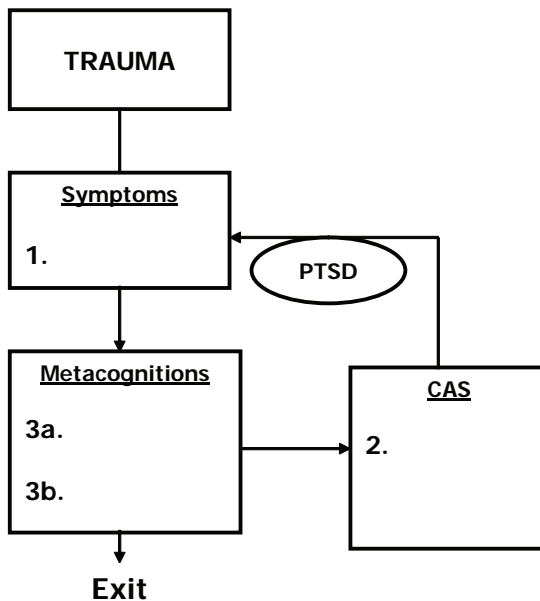 TRAUMA
Symptoms
1.
PTSD
Metacognitions
3a.
3b.
CAS
2.
Exit